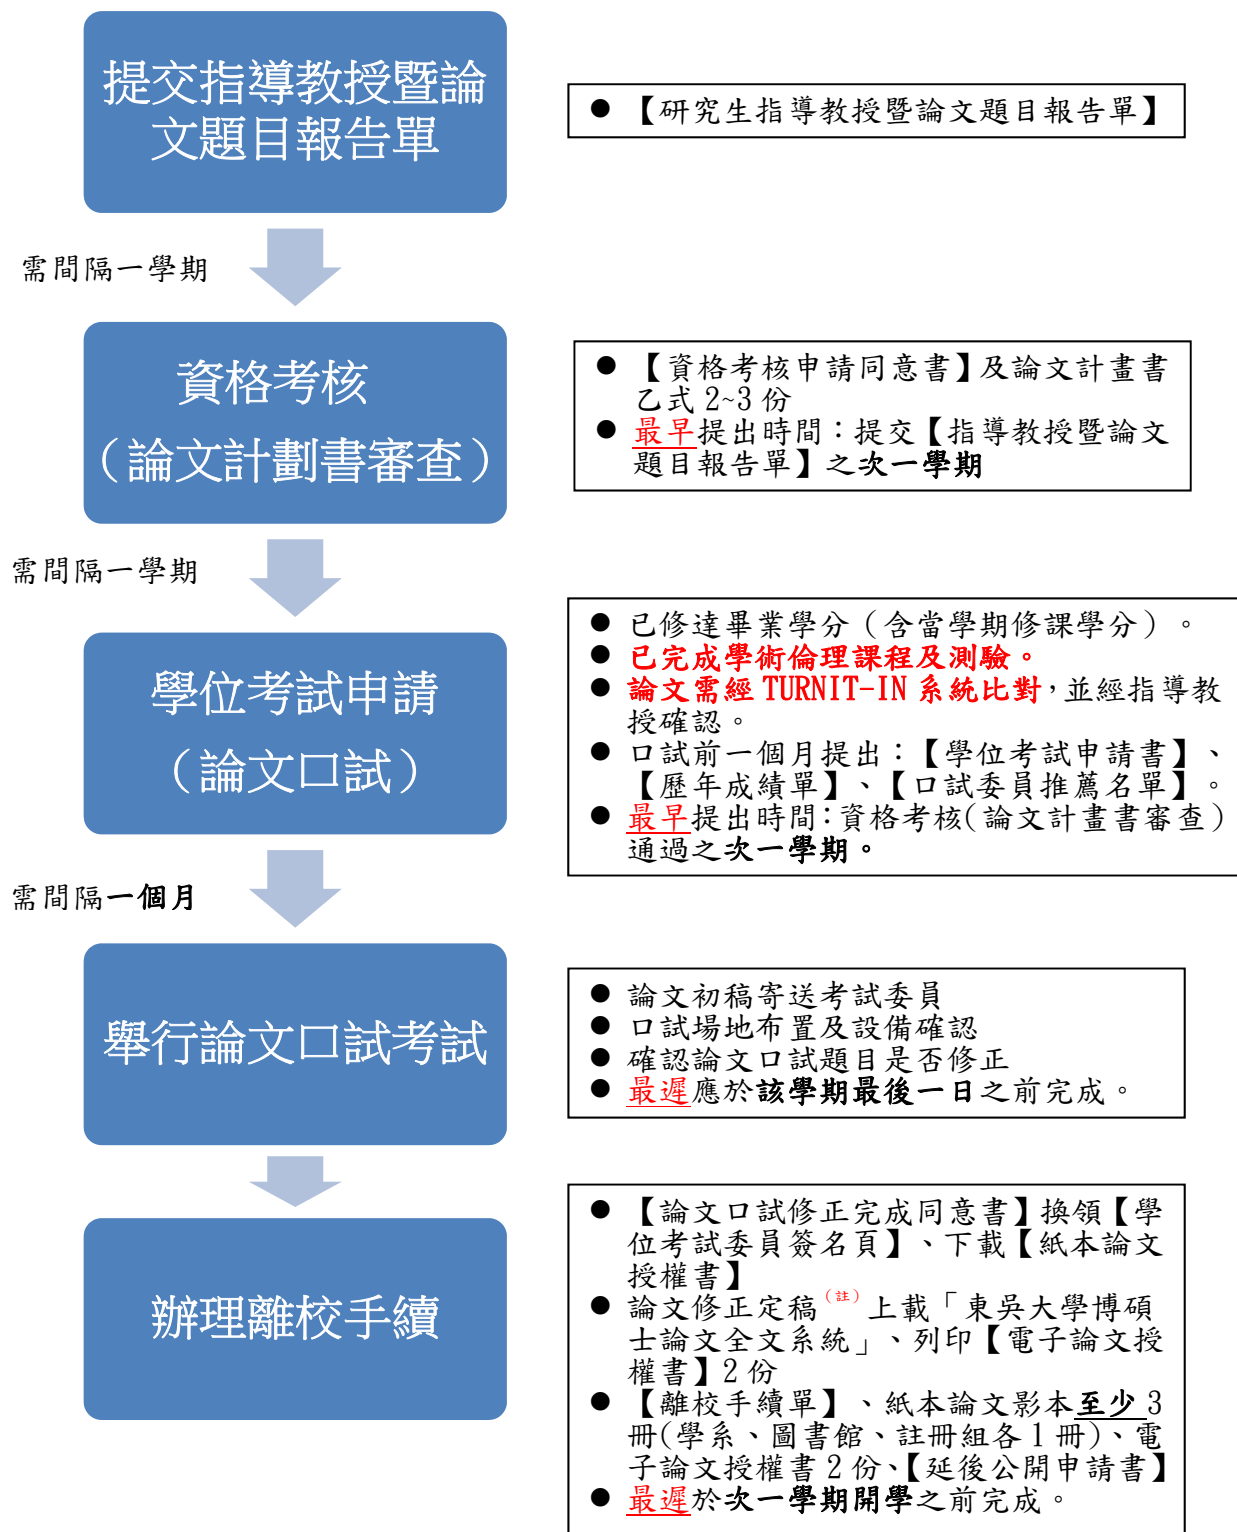 提交指導教授暨論
文題目報告單
● 【研究生指導教授暨論文題目報告單】
需間隔一學期
資格考核
（論文計劃書審查）
● 【資格考核申請同意書】及論文計畫書
乙式 2~3 份
● 最早提出時間：提交【指導教授暨論文
題目報告單】之次一學期
需間隔一學期
學位考試申請
（論文口試）
● 已修達畢業學分（含當學期修課學分）。
● 已完成學術倫理課程及測驗。
● 論文需經 TURNIT-IN 系統比對，並經指導教
授確認。
● 口試前一個月提出：【學位考試申請書】、
【歷年成績單】、【口試委員推薦名單】。
● 最早提出時間：資格考核(論文計畫書審查)
通過之次一學期。
需間隔一個月
舉行論文口試考試
● 論文初稿寄送考試委員
● 口試場地布置及設備確認
● 確認論文口試題目是否修正
● 最遲應於該學期最後一日之前完成。
辦理離校手續
● 【論文口試修正完成同意書】換領【學
位考試委員簽名頁】、下載【紙本論文
授權書】
● 論文修正定稿（註）上載「東吳大學博碩
士論文全文系統」、列印【電子論文授
權書】2 份
● 【離校手續單】、紙本論文影本至少 3
冊(學系、圖書館、註冊組各 1 冊)、電
子論文授權書 2 份、【延後公開申請書】
● 最遲於次一學期開學之前完成。